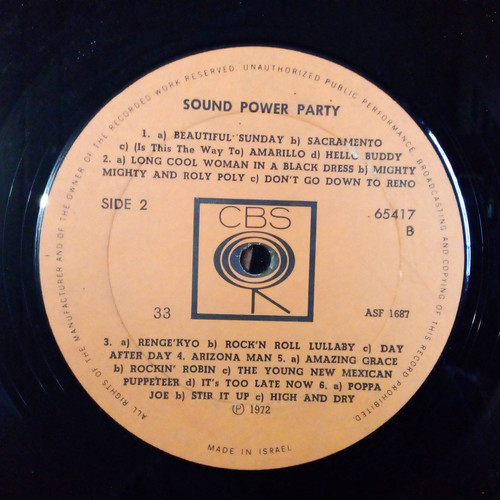 ALL RIGHTS OF THE MANUFACTURER AND OF THE OWNER OF THE RECORDED WORK RESERVED. UNAUTHORIZED PUBLIC PERFORMANCE, BROADCASTING AND COPYING OF THIS RECORD PROHIBITED.
SOUND POWER PARTY
1. a) BEAUTIFUL SUNDAY b) SACRAMENTO
c) (Is This The Way To) AMARILLO d) HELLO BUDDY
2. a) LONG COOL WOMAN IN A BLACK DRESS b) MIGHTY
MIGHTY AND ROLY POLY c) DON'T GO DOWN TO RENO
SIDE 2
CBS
65417
B
33
ASF 1687
3. a) RENGE'KYO b) ROCK'N ROLL LULLABY c) DAY
AFTER DAY 4. ARIZONA MAN 5. a) AMAZING GRACE
b) ROCKIN' ROBIN c) THE YOUNG NEW MEXICAN
PUPPETEER d) IT'S TOO LATE NOW 6. a) POPPA
JOE b) STIR IT UP c) HIGH AND DRY
Ⓟ 1972
MADE IN ISRAEL